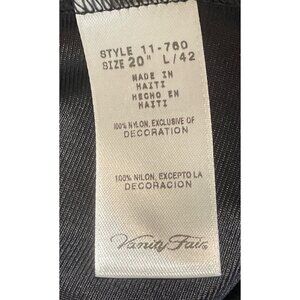 STYLE 11-760
SIZE 20" L/42
MADE IN
HAITI
HECHO EN
HAITI
100% NYLON, EXCLUSIVE OF
DECORATION
100% NILON, EXCEPTO LA
DECORACION
Vanity Fair®